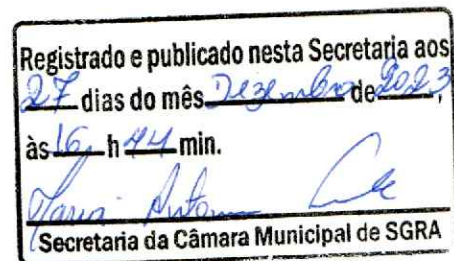 Registrado e publicado nesta Secretaria aos
27 dias do mês Dezembro de 2023,
às 16 h 44 min.
Maria Antonia
Secretaria da Câmara Municipal de SGRA